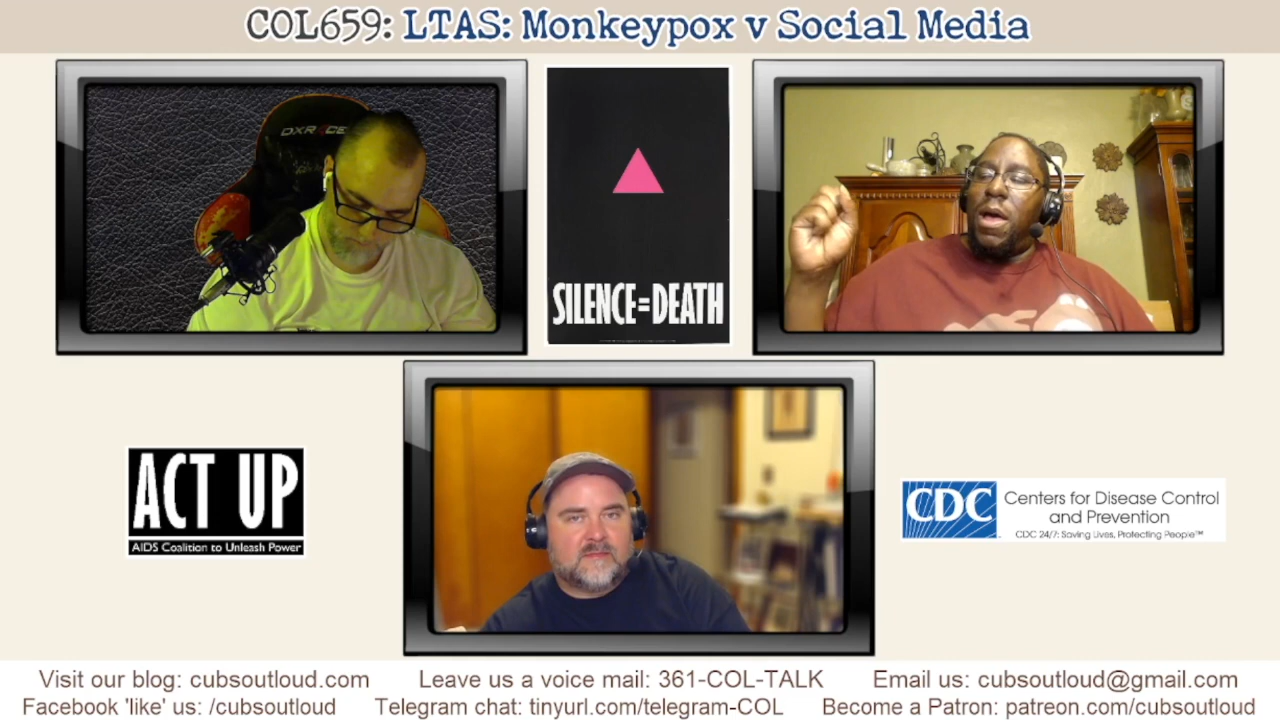 COL659: LTAS: Monkeypox v Social Media
DXRACER
SILENCE=DEATH
ACT UP
AIDS Coalition to Unleash Power
CDC
Centers for Disease Control
and Prevention
CDC 24/7: Saving Lives, Protecting People™
Visit our blog: cubsoutloud.com Leave us a voice mail: 361-COL-TALK Email us: cubsoutloud@gmail.com
Facebook 'like' us: /cubsoutloud Telegram chat: tinyurl.com/telegram-COL Become a Patron: patreon.com/cubsoutloud